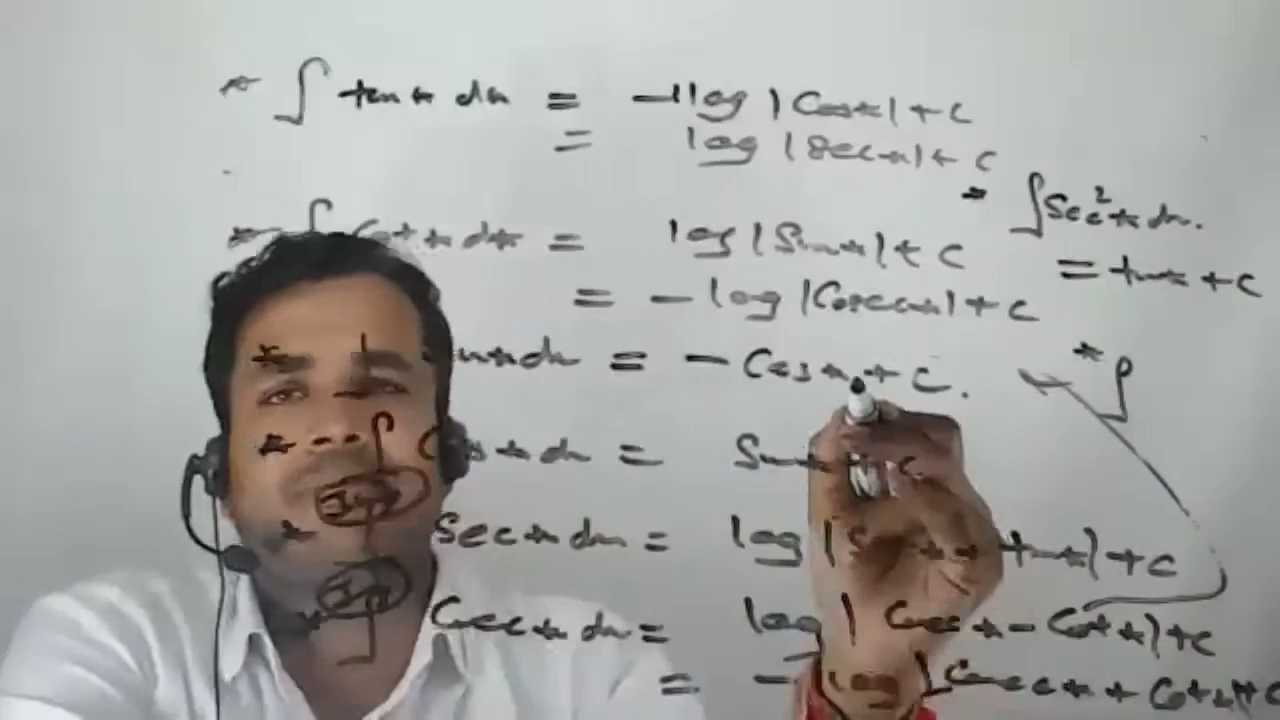 * ∫ tan x dx = - log |Cos x| + C
= log |Sec x| + C
* ∫ Cot x dx = log |Sin x| + C
= - log |Cosec x| + C
* ∫ Sin x dx = - Cos x + C.
* ∫ Cos x dx = Sin x + C
* ∫ Sec x dx = log |Sec x + tan x| + C
* ∫ Cosec x dx = log | Cosec x - Cot x| + C
= - log |Cosec x + Cot x| + C
* ∫ Sec² x dx.
= tan x + C
* ∫